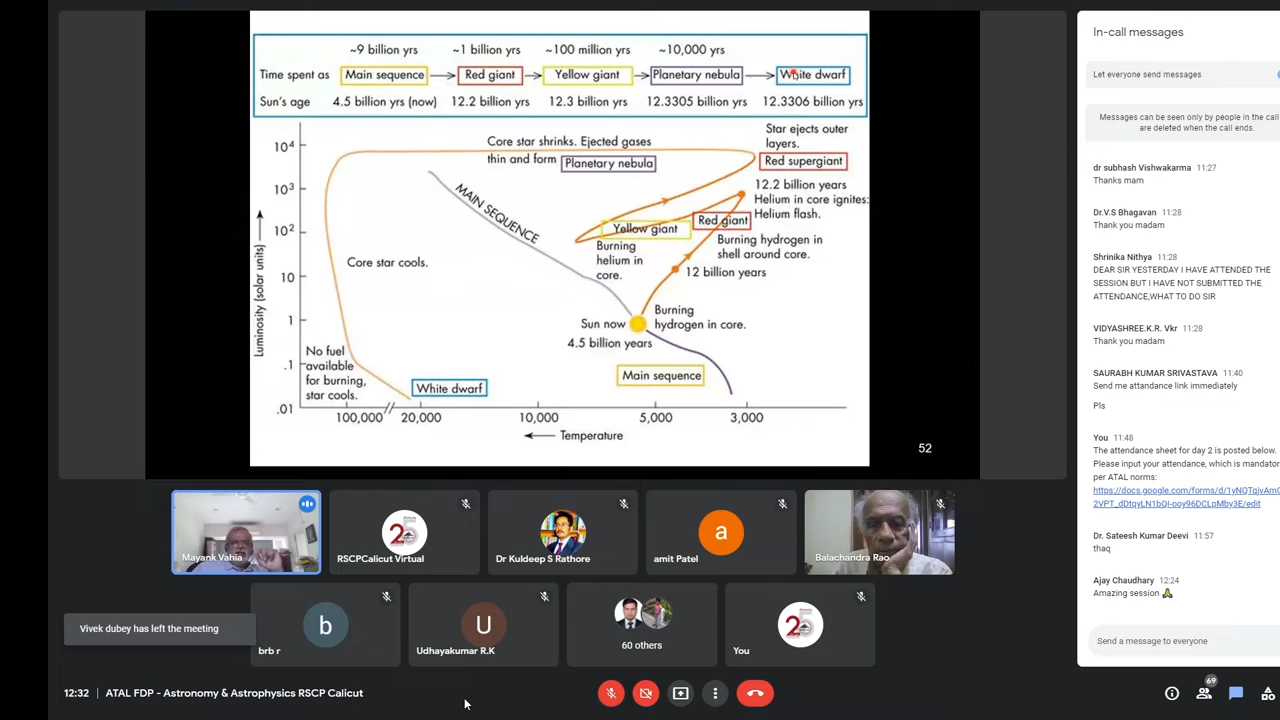 ~9 billion yrs ~1 billion yrs ~100 million yrs ~10,000 yrs
Time spent as Main sequence Red giant Yellow giant Planetary nebula White dwarf
Sun's age 4.5 billion yrs (now) 12.2 billion yrs 12.3 billion yrs 12.3305 billion yrs 12.3306 billion yrs
Luminosity (solar units)
10⁴
10³
10²
10
1
.1
.01
Core star shrinks. Ejected gases
thin and form Planetary nebula
Star ejects outer
layers.
Red supergiant
12.2 billion years
Helium in core ignites:
Helium flash.
MAIN SEQUENCE
Yellow giant
Red giant
Burning
helium in
core.
Burning hydrogen in
shell around core.
12 billion years
Core star cools.
Sun now
4.5 billion years
Burning
hydrogen in core.
Main sequence
No fuel
available
for burning,
star cools.
White dwarf
100,000 20,000 10,000 5,000 3,000
Temperature
52
Mayank Vahia
RSCPCalicut Virtual
Dr Kuldeep S Rathore
a
amit Patel
Balachandra Rao
Vivek dubey has left the meeting
b
brb r
U
Udhayakumar R.K
60 others
You
12:32 | ATAL FDP - Astronomy & Astrophysics RSCP Calicut
69
In-call messages
Let everyone send messages
Messages can be seen only by people in the call
are deleted when the call ends.
dr subhash Vishwakarma 11:27
Thanks mam
Dr.V.S Bhagavan 11:28
Thank you madam
Shrinika Nithya 11:28
DEAR SIR YESTERDAY I HAVE ATTENDED THE
SESSION BUT I HAVE NOT SUBMITTED THE
ATTENDANCE,WHAT TO DO SIR
VIDYASHREE.K.R. Vkr 11:28
Thank you madam
SAURABH KUMAR SRIVASTAVA 11:40
Send me attandance link immediately
Pls
You 11:48
The attendance sheet for day 2 is posted below.
Please input your attendance, which is mandator
per ATAL norms:
Dr. Sateesh Kumar Deevi 11:57
thaq
Ajay Chaudhary 12:24
Amazing session 🙏
Send a message to everyone